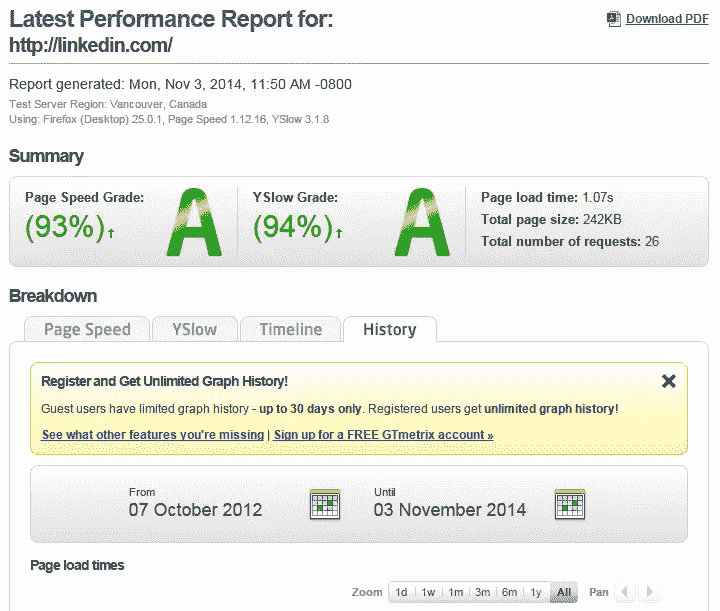 Latest Performance Report for:
Download PDF
http://linkedin.com/
Report generated: Mon, Nov 3, 2014, 11:50 AM -0800
Test Server Region: Vancouver, Canada
Using: Firefox (Desktop) 25.0.1, Page Speed 1.12.16, YSlow 3.1.8
Summary
Page Speed Grade:
(93%)↑
A
YSlow Grade:
(94%)↑
A
Page load time: 1.07s
Total page size: 242KB
Total number of requests: 26
Breakdown
Page Speed YSlow Timeline History
Register and Get Unlimited Graph History!
Guest users have limited graph history - up to 30 days only. Registered users get unlimited graph history!
See what other features you're missing | Sign up for a FREE GTmetrix account »
From
07 October 2012
Until
03 November 2014
Page load times
Zoom 1d 1w 1m 3m 6m 1y All Pan